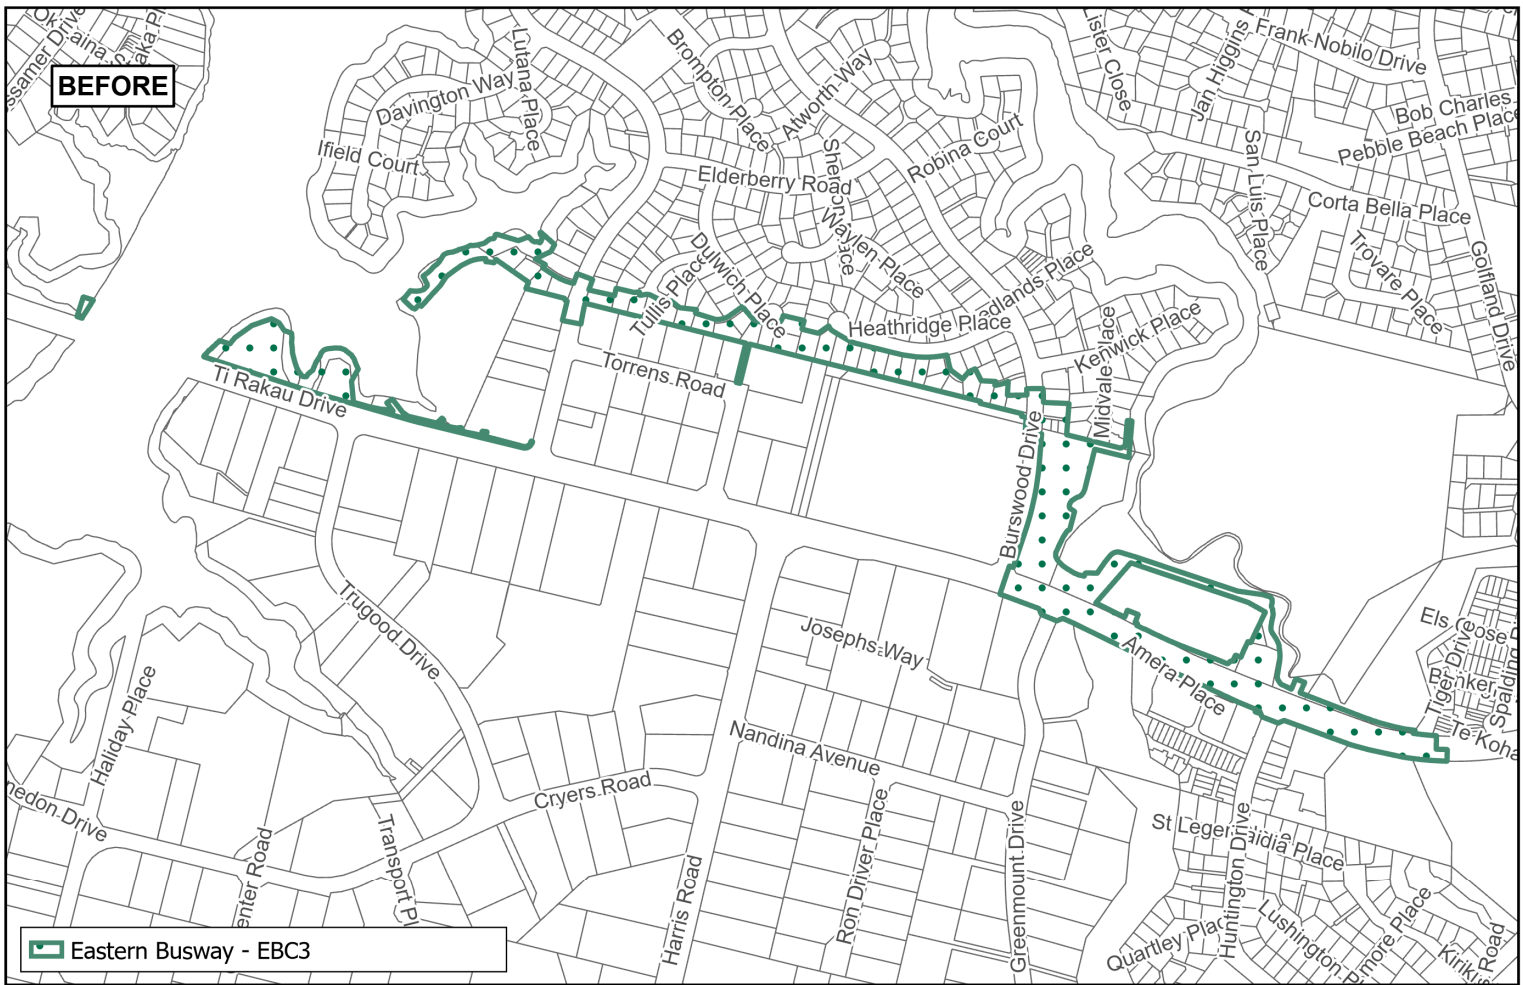 BEFORE
Lutana Place
Brompton Place
Atworth Way
Lister Close
Jan Higgins
Frank Nobilo Drive
Bob Charles
Pebble Beach Place
Davington Way
Ifield Court
Elderberry Road
Robina Court
San Luis Place
Corta Bella Place
Trovare Place
Golfland Drive
Waylen Place
Dulwich Place
Tullis Place
Heathridge Place
Kenwick Place
Midvale Place
Ti Rakau Drive
Torrens Road
Burswood Drive
Trugood Drive
Josephs Way
Amera Place
Tiger Drive
Haliday Place
Nandina Avenue
Cryers Road
Harris Road
Ron Driver Place
Greenmount Drive
Huntington Drive
St Leger
Transport Pl
Quartley Plac
Lushington
Road
Eastern Busway - EBC3